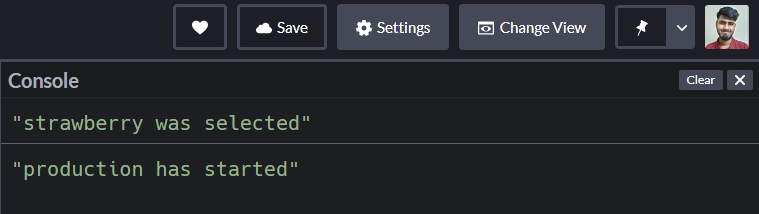 Save
Settings
Change View
Console
Clear
"strawberry was selected"
"production has started"